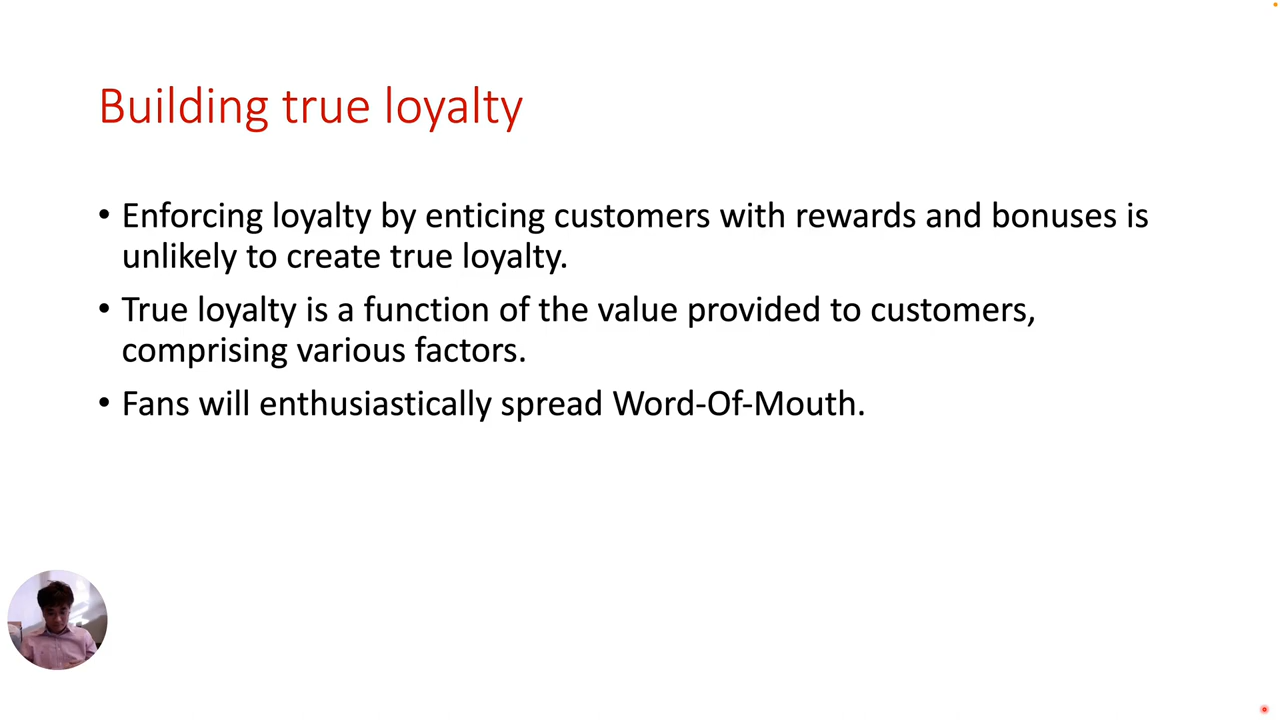 Building true loyalty
• Enforcing loyalty by enticing customers with rewards and bonuses is
unlikely to create true loyalty.
• True loyalty is a function of the value provided to customers,
comprising various factors.
• Fans will enthusiastically spread Word-Of-Mouth.